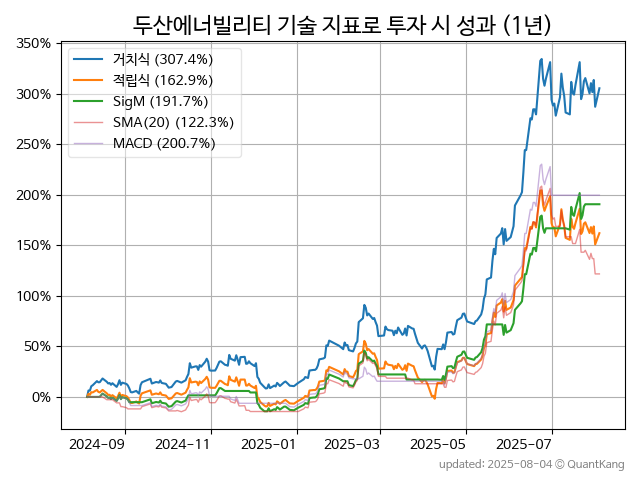 두산에너빌리티 기술 지표로 투자 시 성과 (1년)
거치식 (307.4%)
적립식 (162.9%)
SigM (191.7%)
SMA(20) (122.3%)
MACD (200.7%)
350%
300%
250%
200%
150%
100%
50%
0%
2024-09 2024-11 2025-01 2025-03 2025-05 2025-07
updated: 2025-08-04 © QuantKang